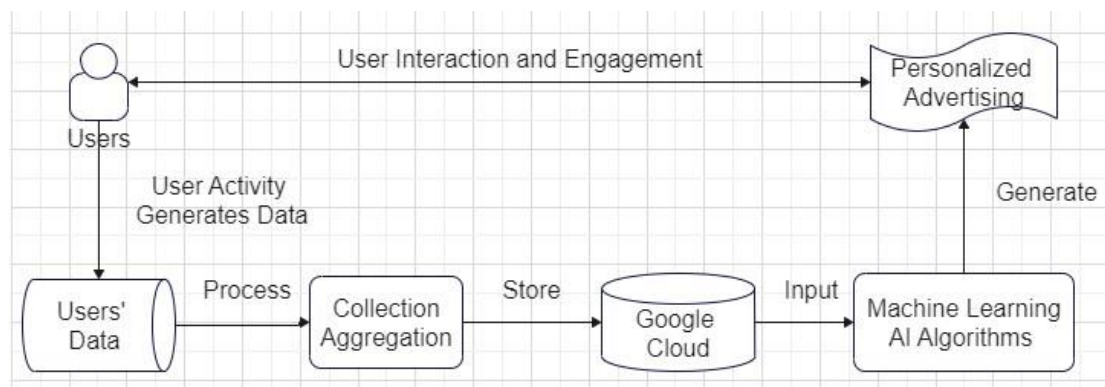 User Interaction and Engagement
Personalized
Advertising
Users
User Activity
Generates Data
Generate
Users'
Data
Process
Collection
Aggregation
Store
Google
Cloud
Input
Machine Learning
AI Algorithms